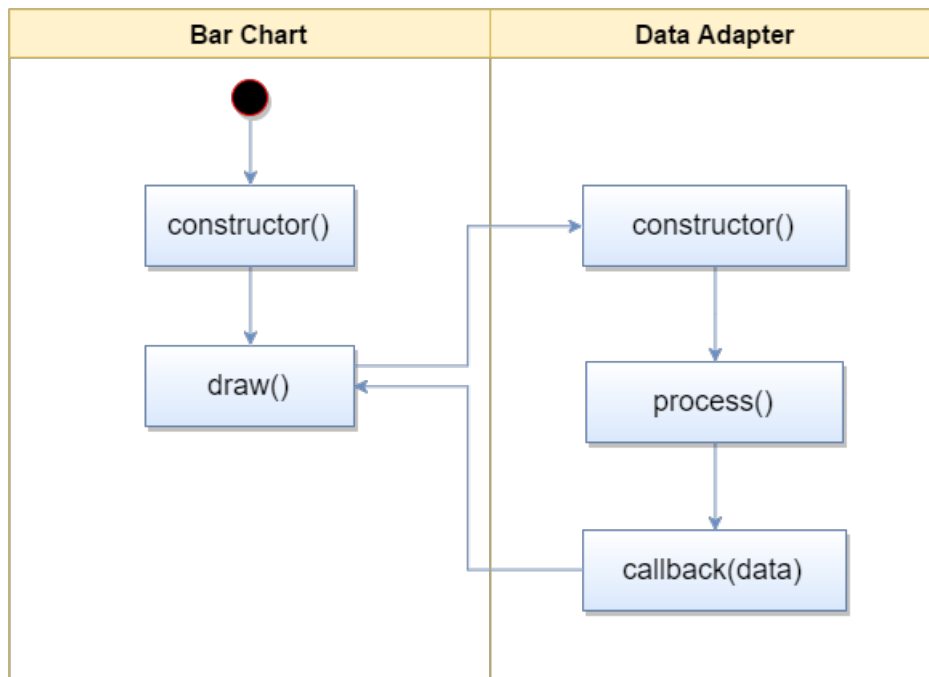 Bar Chart
Data Adapter
constructor()
constructor()
draw()
process()
callback(data)